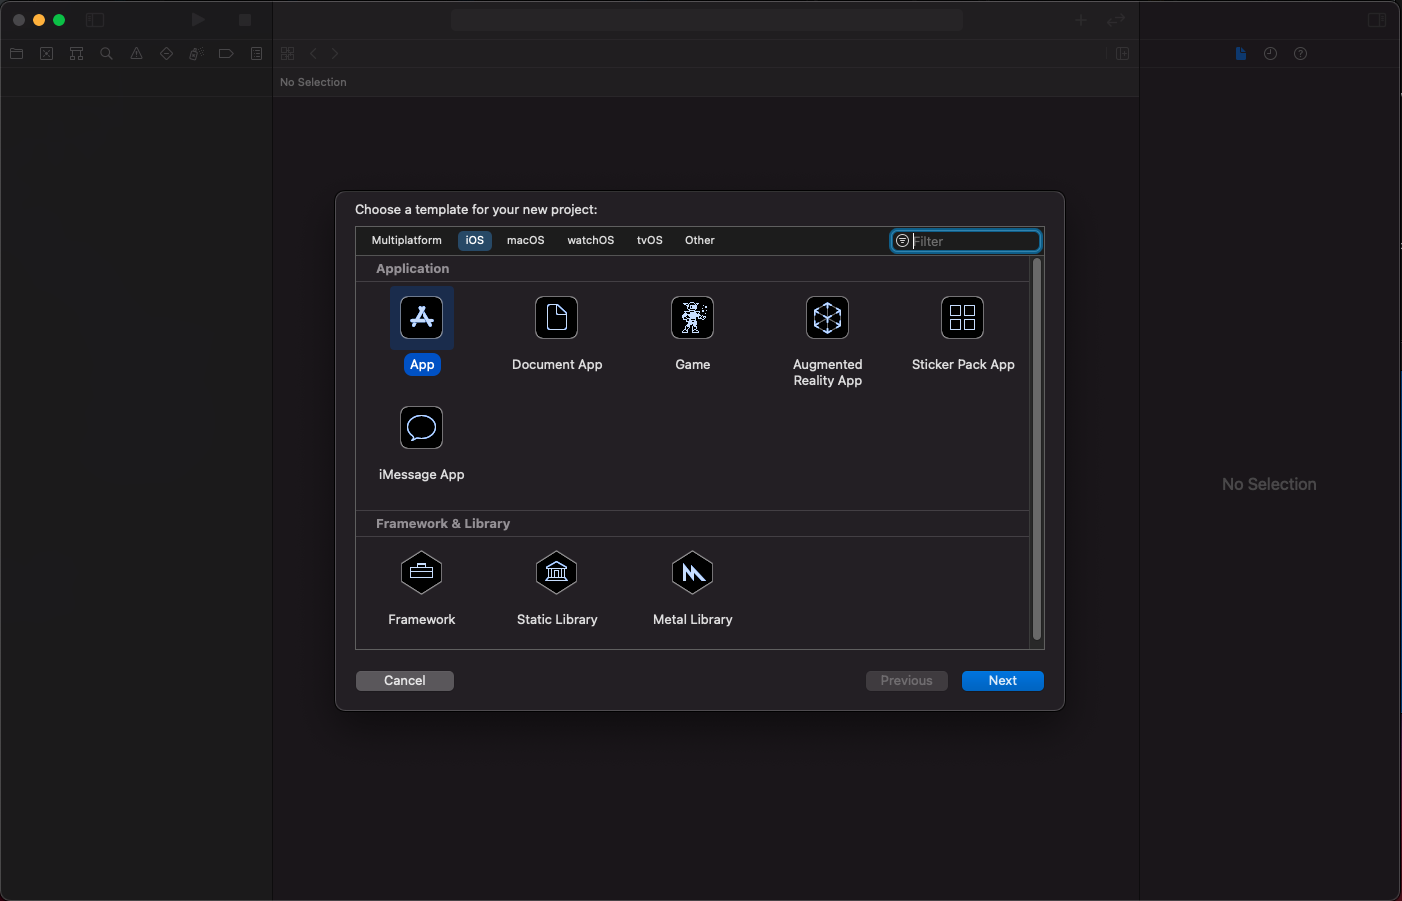 No Selection
Choose a template for your new project:
Multiplatform iOS macOS watchOS tvOS Other Filter
Application
App Document App Game Augmented Reality App Sticker Pack App
iMessage App
No Selection
Framework & Library
Framework Static Library Metal Library
Cancel Previous Next